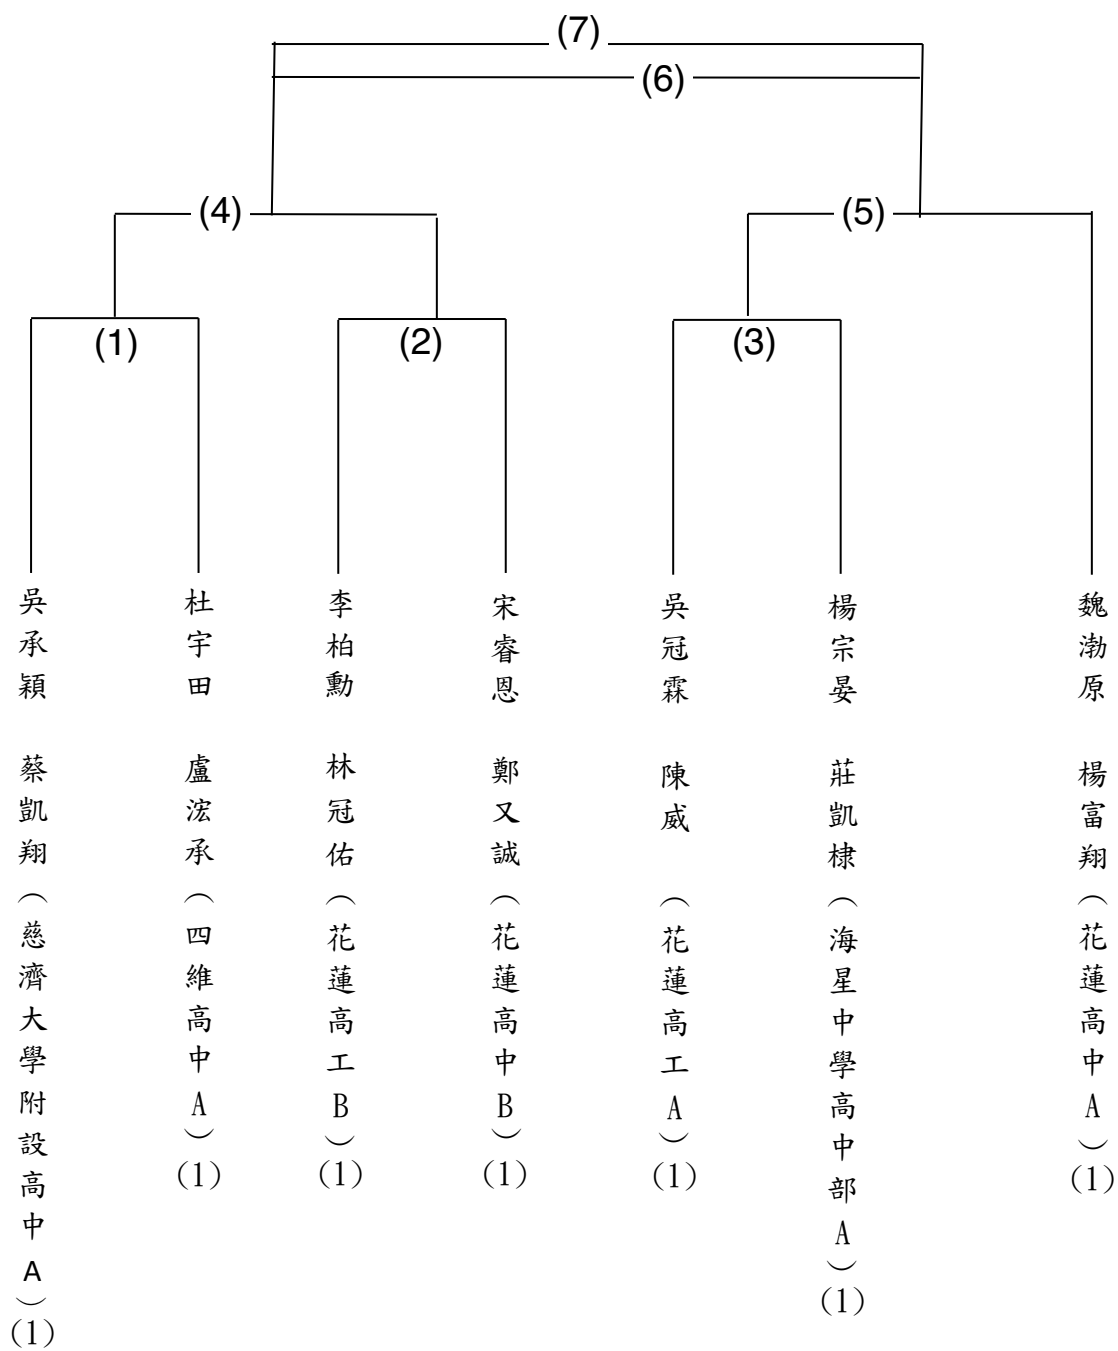 (7)
(6)
(4)
(5)
(1)
(2)
(3)
吳承穎 蔡凱翔（慈濟大學附設高中A）(1)
杜宇田 盧浤承（四維高中A）(1)
李柏勳 林冠佑（花蓮高工B）(1)
宋睿恩 鄭又誠（花蓮高中B）(1)
吳冠霖 陳威 （花蓮高工A）(1)
楊宗晏 莊凱棣（海星中學高中部A）(1)
魏渤原 楊富翔（花蓮高中A）(1)